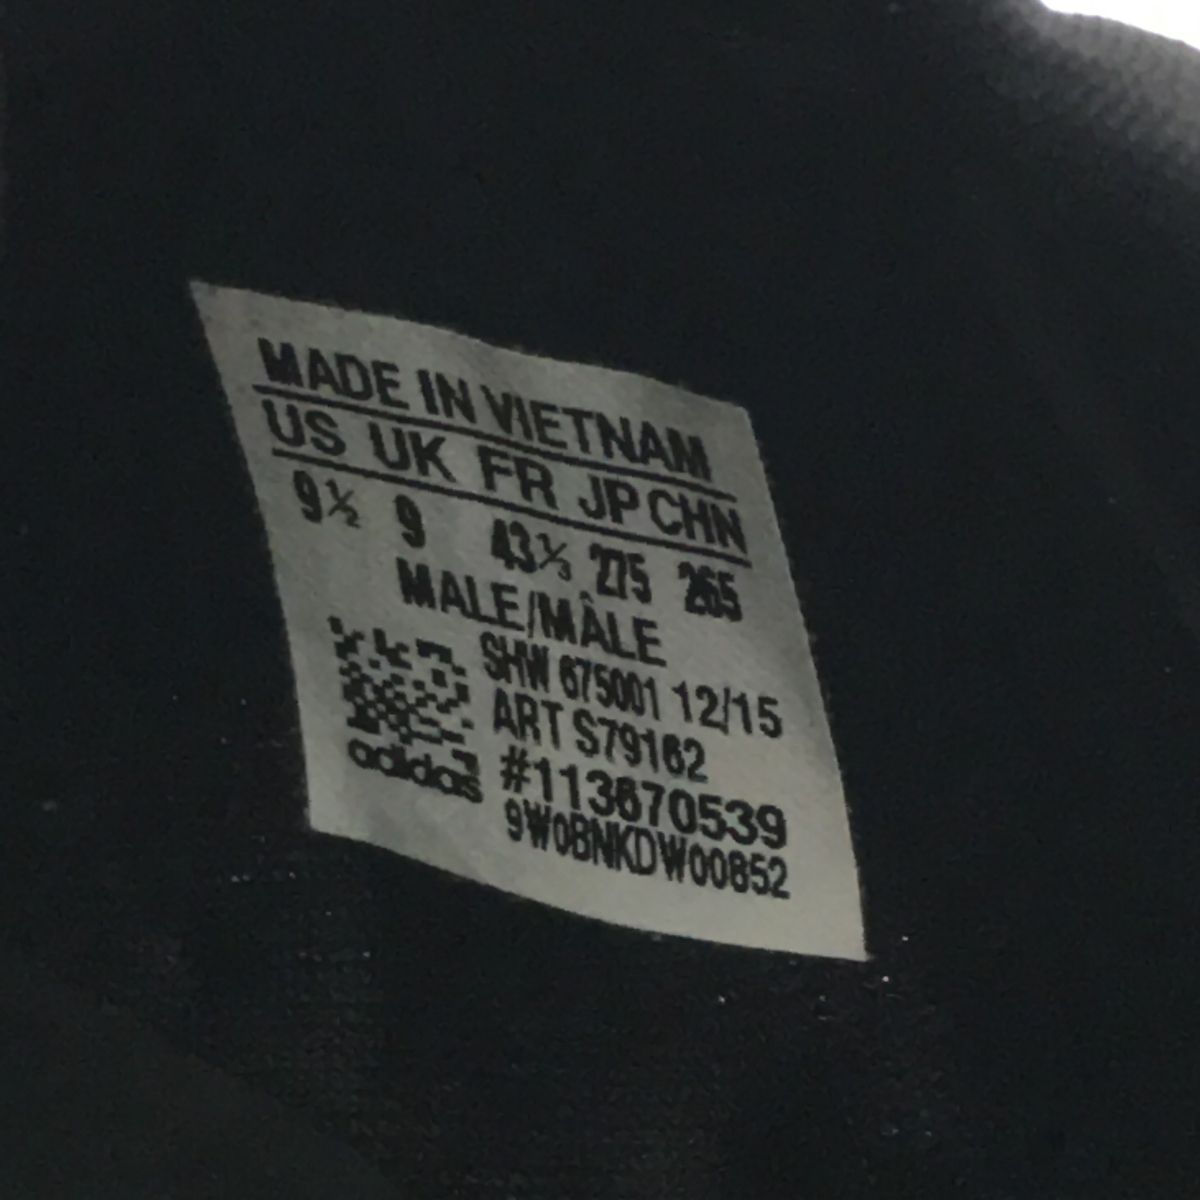 MADE IN VIETNAM
US UK FR JP CHN
9½ 9 43⅓ 275 265
MALE/MÂLE
SHW 675001 12/15
ART S79162
#113670539
9W0BNKDW00852
adidas